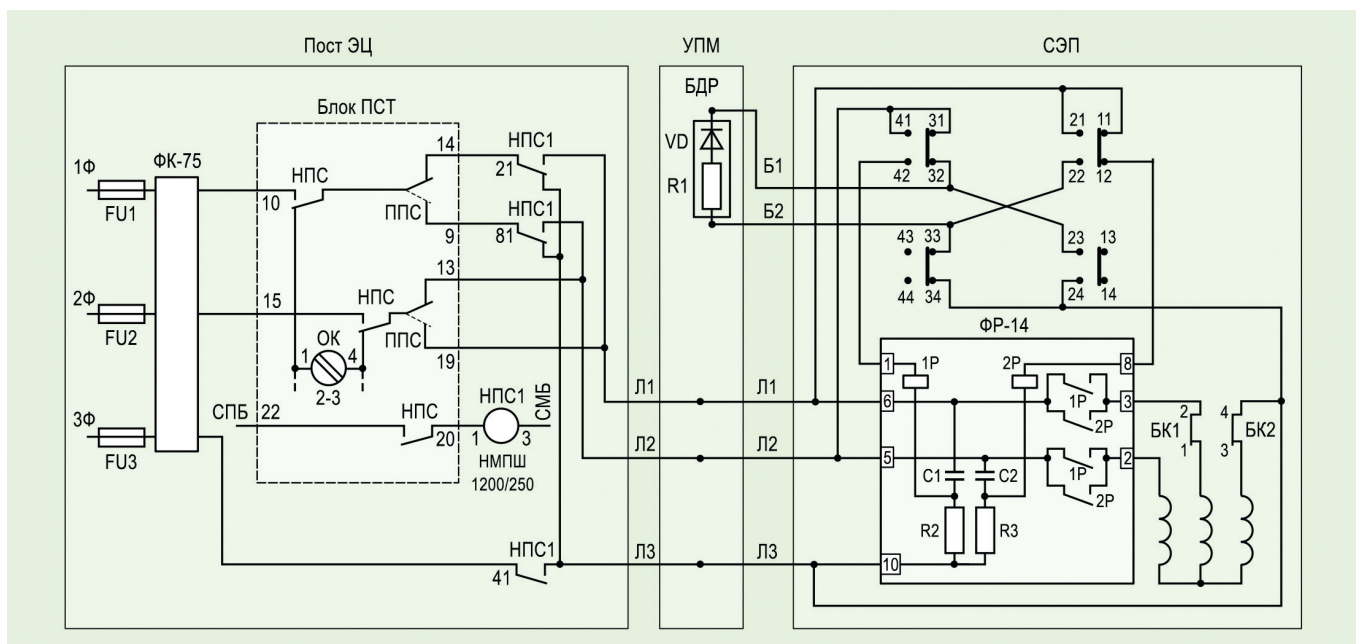 Пост ЭЦ
УПМ
СЭП
Блок ПСТ
БДР
ФК-75
1Ф
FU1
10
НПС
14
НПС1
21
ППС
9
НПС1
81
2Ф
FU2
15
НПС
13
ППС
19
ОК
1
4
2-3
СПБ
22
НПС
20
НПС1
1
3
СМБ
НМПШ
1200/250
3Ф
FU3
НПС1
41
VD
R1
Б1
Б2
Л1
Л1
Л2
Л2
Л3
Л3
41
31
42
32
21
11
22
12
43
33
44
34
23
13
24
14
ФР-14
1
1Р
2Р
8
6
1Р
2Р
3
5
С1
С2
1Р
2Р
2
R2
R3
10
2
БК1
1
4
БК2
3